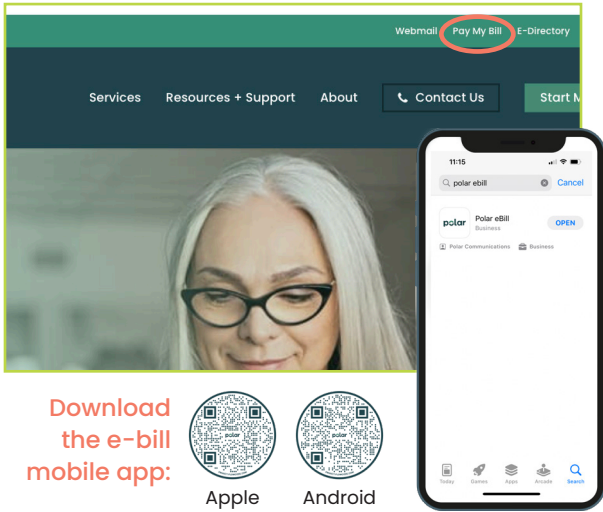 Webmail Pay My Bill E-Directory
Services Resources + Support About Contact Us Start M
11:15
polar ebill Cancel
polar Polar eBill OPEN
Business
Polar Communications Business
Today Games Apps Arcade Search
Download
the e-bill
mobile app:
polar polar
Apple Android